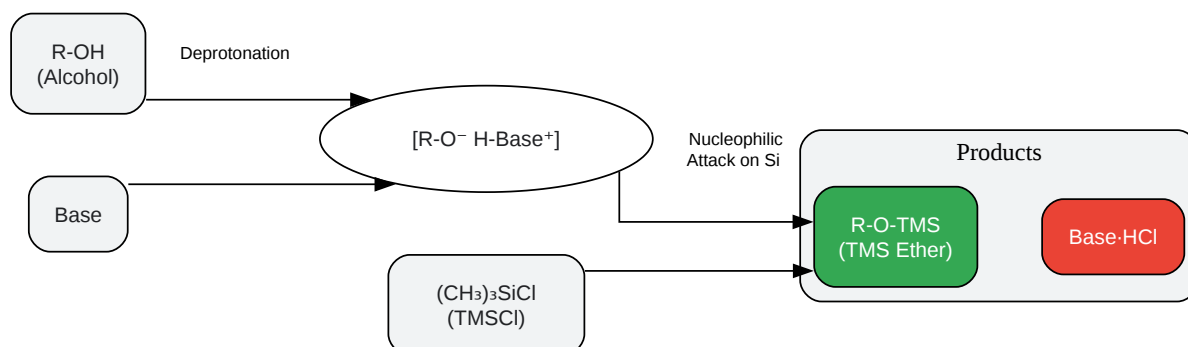 R-OH
(Alcohol)
Deprotonation
[R-O⁻ H-Base⁺]
Base
Nucleophilic
Attack on Si
(CH₃)₃SiCl
(TMSCl)
Products
R-O-TMS
(TMS Ether)
Base·HCl